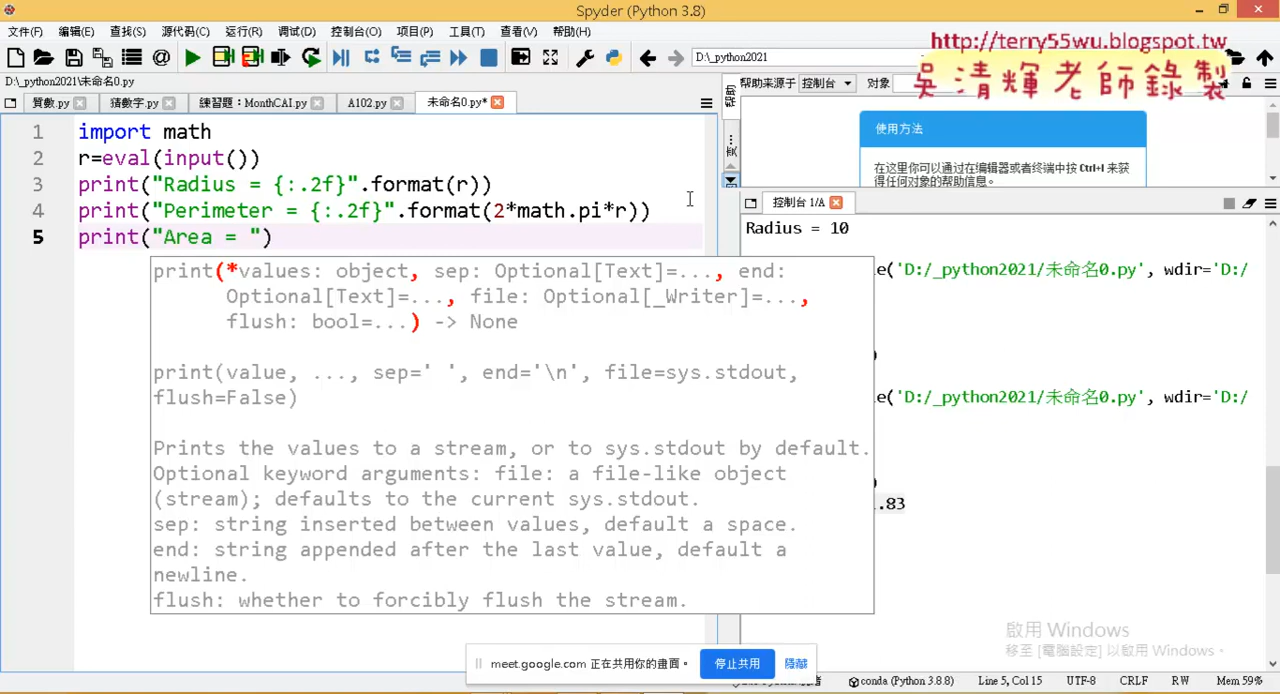 Spyder (Python 3.8)
文件(F) 编辑(E) 查找(S) 源代码(C) 运行(R) 调试(D) 控制台(O) 项目(P) 工具(T) 查看(V) 帮助(H)
D:\_python2021
http://terry55wu.blogspot.tw
吳清輝老師錄製
D:\_python2021\未命名0.py
質數.py 猜數字.py 練習題:MonthCAI.py A102.py 未命名0.py*
帮助来源于 控制台 对象
使用方法
在这里你可以通过在编辑器或者终端中按 Ctrl+I 来获
得任何对象的帮助信息。
1 import math
2 r=eval(input())
3 print("Radius = {:.2f}".format(r))
4 print("Perimeter = {:.2f}".format(2*math.pi*r))
5 print("Area = ")
print(*values: object, sep: Optional[Text]=..., end:
Optional[Text]=..., file: Optional[_Writer]=...,
flush: bool=...) -> None
print(value, ..., sep=' ', end='\n', file=sys.stdout,
flush=False)
Prints the values to a stream, or to sys.stdout by default.
Optional keyword arguments: file: a file-like object
(stream); defaults to the current sys.stdout.
sep: string inserted between values, default a space.
end: string appended after the last value, default a
newline.
flush: whether to forcibly flush the stream.
控制台 1/A
Radius = 10
le('D:/_python2021/未命名0.py', wdir='D:/
le('D:/_python2021/未命名0.py', wdir='D:/
.83
啟用 Windows
移至 [電腦設定] 以啟用 Windows。
meet.google.com 正在共用你的畫面。 停止共用 隱藏
conda (Python 3.8.8) Line 5, Col 15 UTF-8 CRLF RW Mem 59%